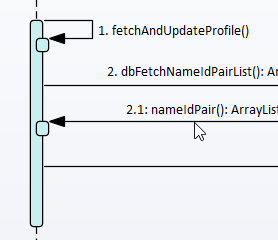 1. fetchAndUpdateProfile()
2. dbFetchNameIdPairList(): Ar
2.1: nameIdPair(): ArrayList